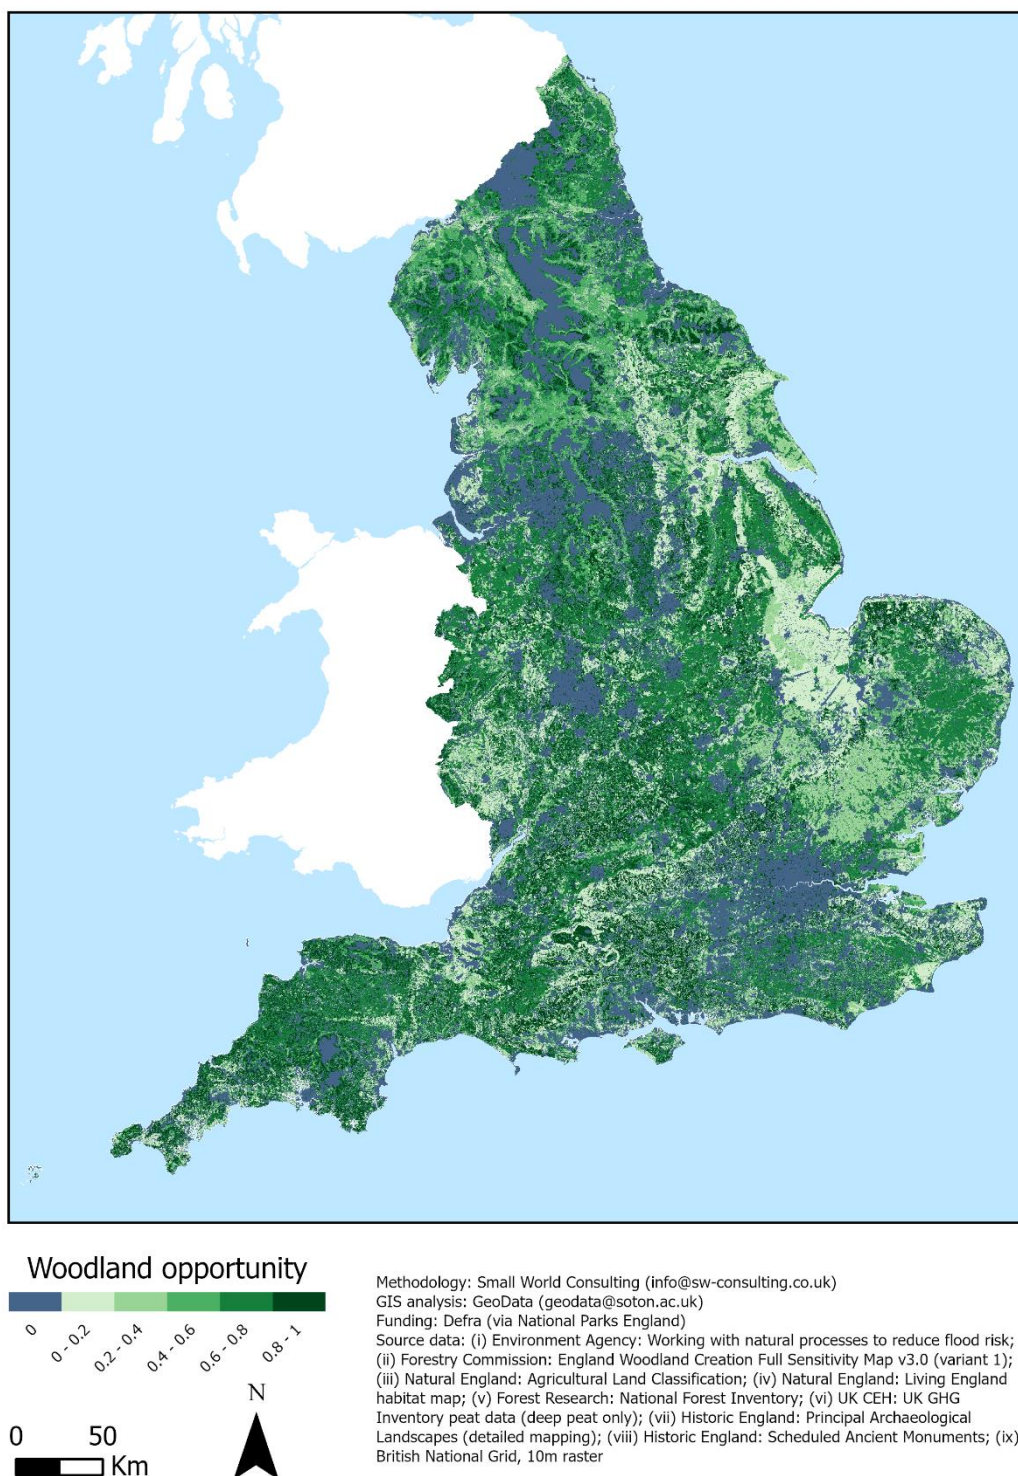 Woodland opportunity
0
0 - 0.2
0.2 - 0.4
0.4 - 0.6
0.6 - 0.8
0.8 - 1
N
0 50
Km
Methodology: Small World Consulting (info@sw-consulting.co.uk)
GIS analysis: GeoData (geodata@soton.ac.uk)
Funding: Defra (via National Parks England)
Source data: (i) Environment Agency: Working with natural processes to reduce flood risk;
(ii) Forestry Commission: England Woodland Creation Full Sensitivity Map v3.0 (variant 1);
(iii) Natural England: Agricultural Land Classification; (iv) Natural England: Living England
habitat map; (v) Forest Research: National Forest Inventory; (vi) UK CEH: UK GHG
Inventory peat data (deep peat only); (vii) Historic England: Principal Archaeological
Landscapes (detailed mapping); (viii) Historic England: Scheduled Ancient Monuments; (ix)
British National Grid, 10m raster